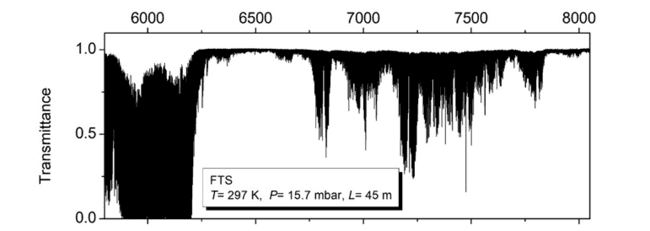 6000 6500 7000 7500 8000
1.0
Transmittance
0.5
FTS
T= 297 K, P= 15.7 mbar, L= 45 m
0.0